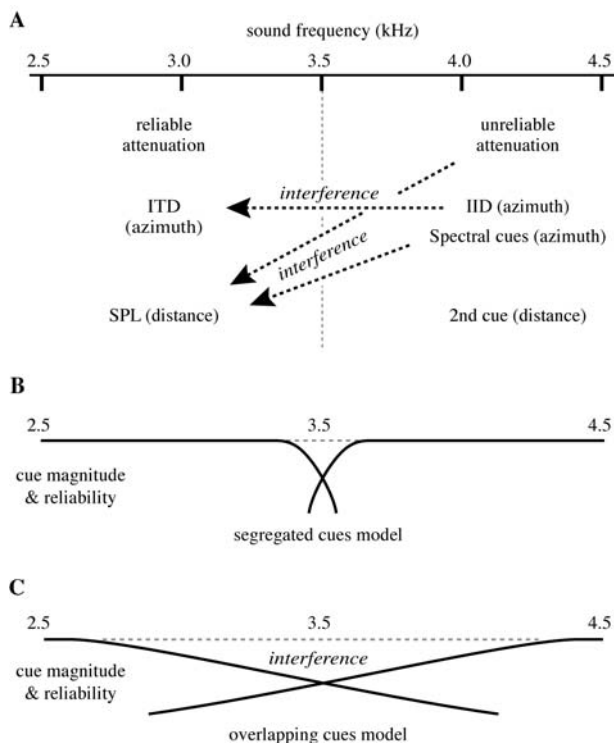 A
sound frequency (kHz)
2.5 3.0 3.5 4.0 4.5
reliable
attenuation
unreliable
attenuation
interference
ITD
(azimuth)
IID (azimuth)
Spectral cues (azimuth)
interference
SPL (distance)
2nd cue (distance)
B
2.5 3.5 4.5
cue magnitude
& reliability
segregated cues model
C
2.5 3.5 4.5
interference
cue magnitude
& reliability
overlapping cues model